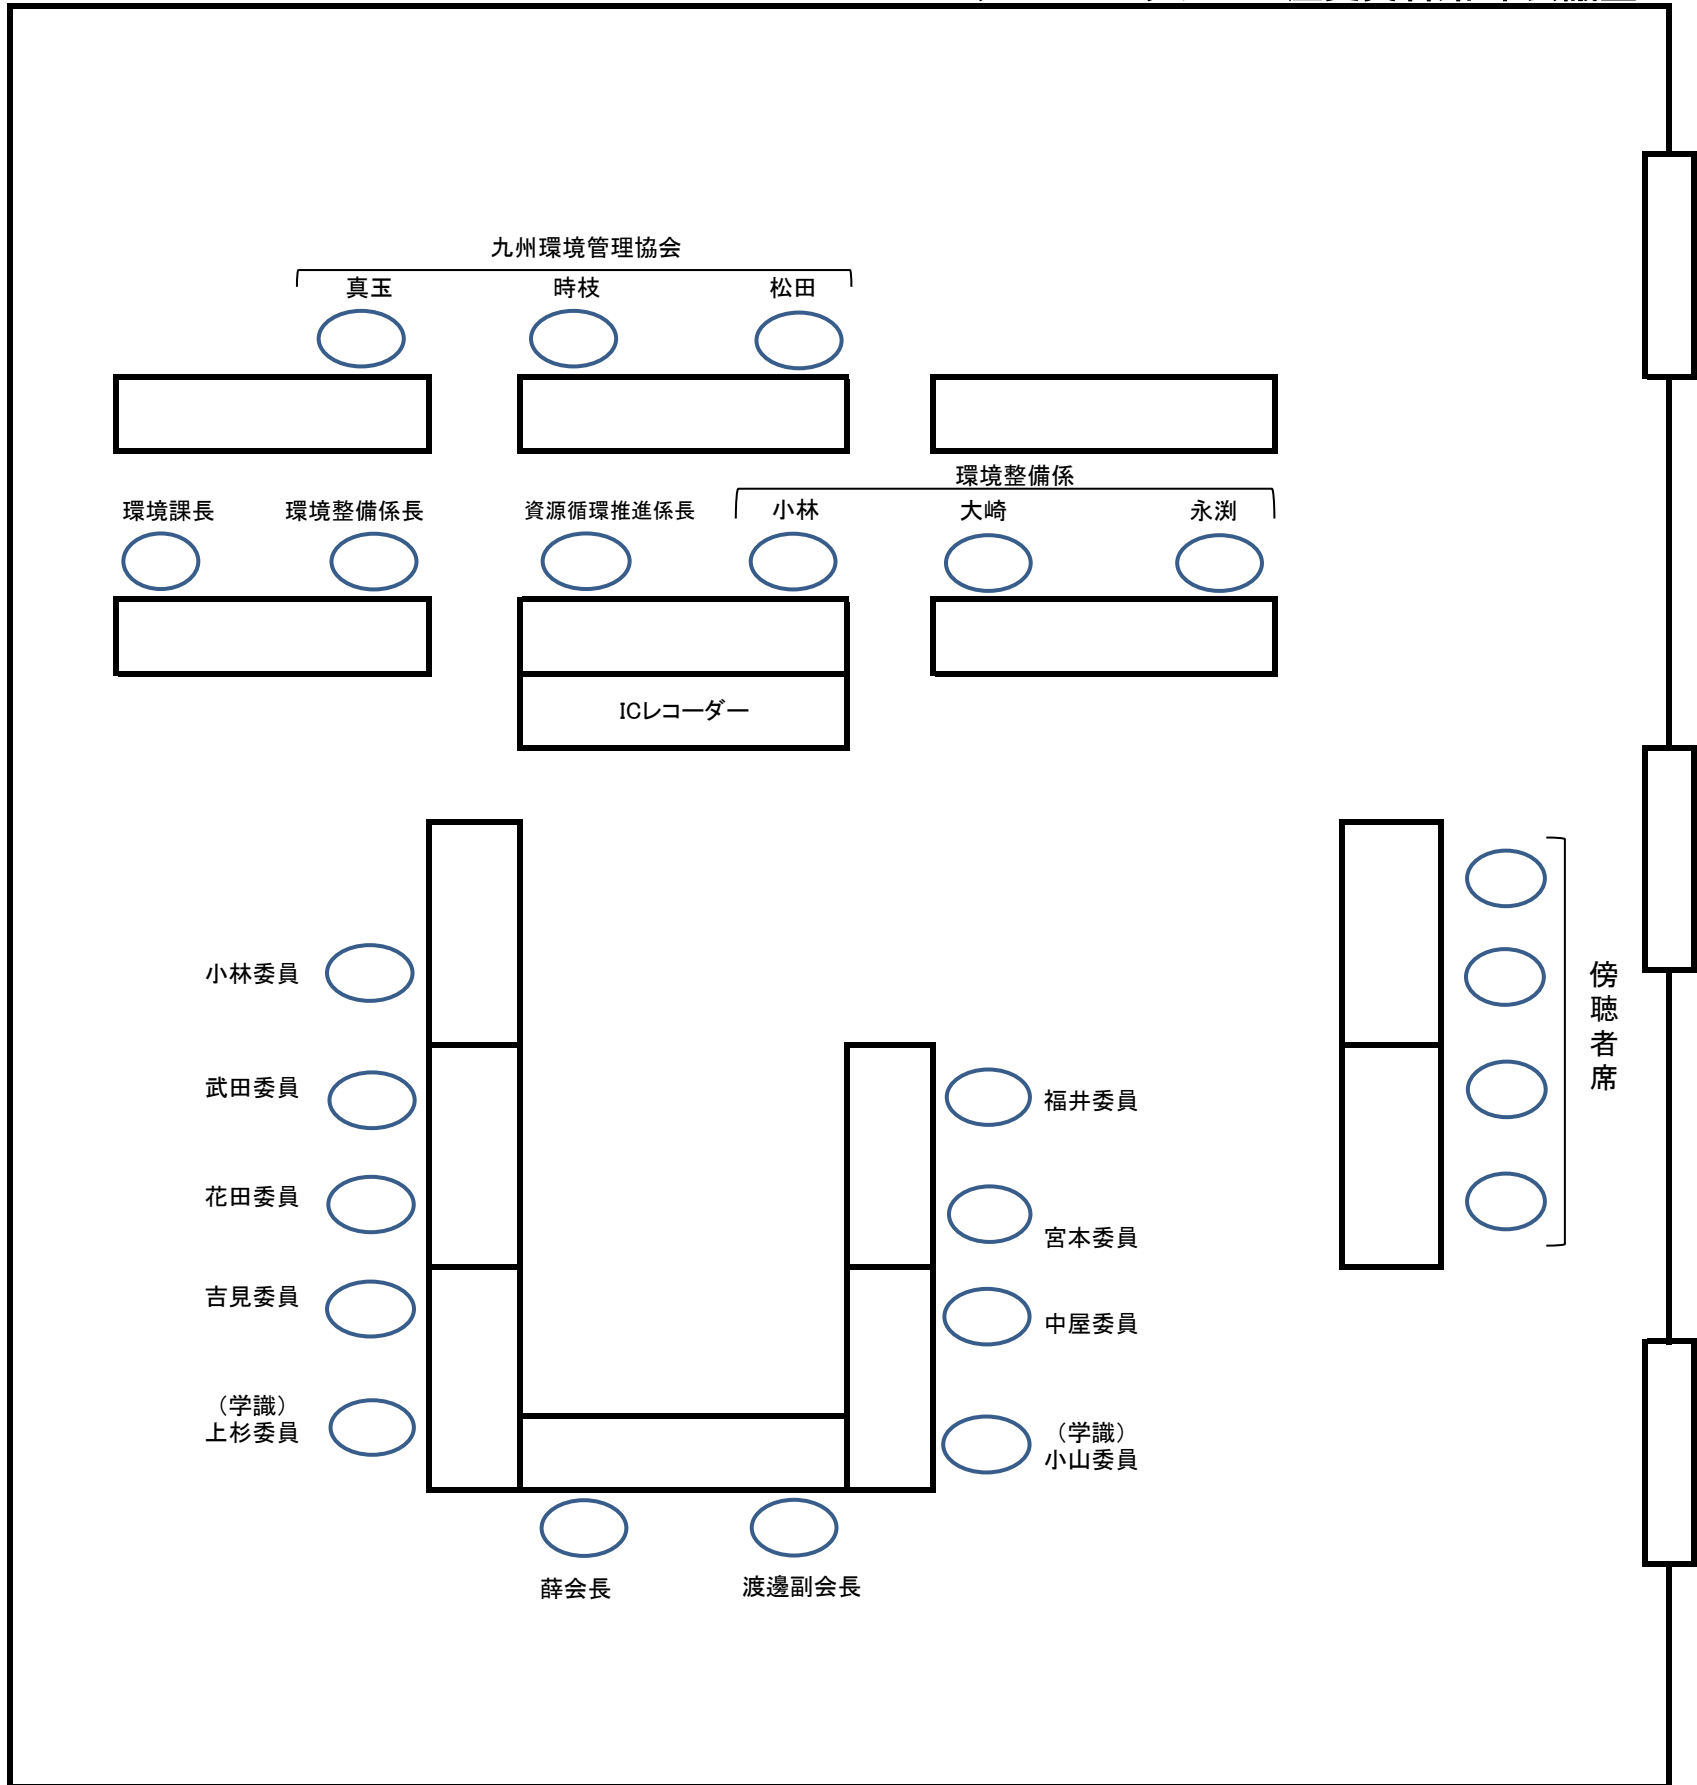 九州環境管理協会
真玉
時枝
松田
環境整備係
環境課長
環境整備係長
資源循環推進係長
小林
大崎
永渕
ICレコーダー
小林委員
武田委員
花田委員
吉見委員
（学識）
上杉委員
福井委員
宮本委員
中屋委員
（学識）
小山委員
傍聴者席
薛会長
渡邊副会長